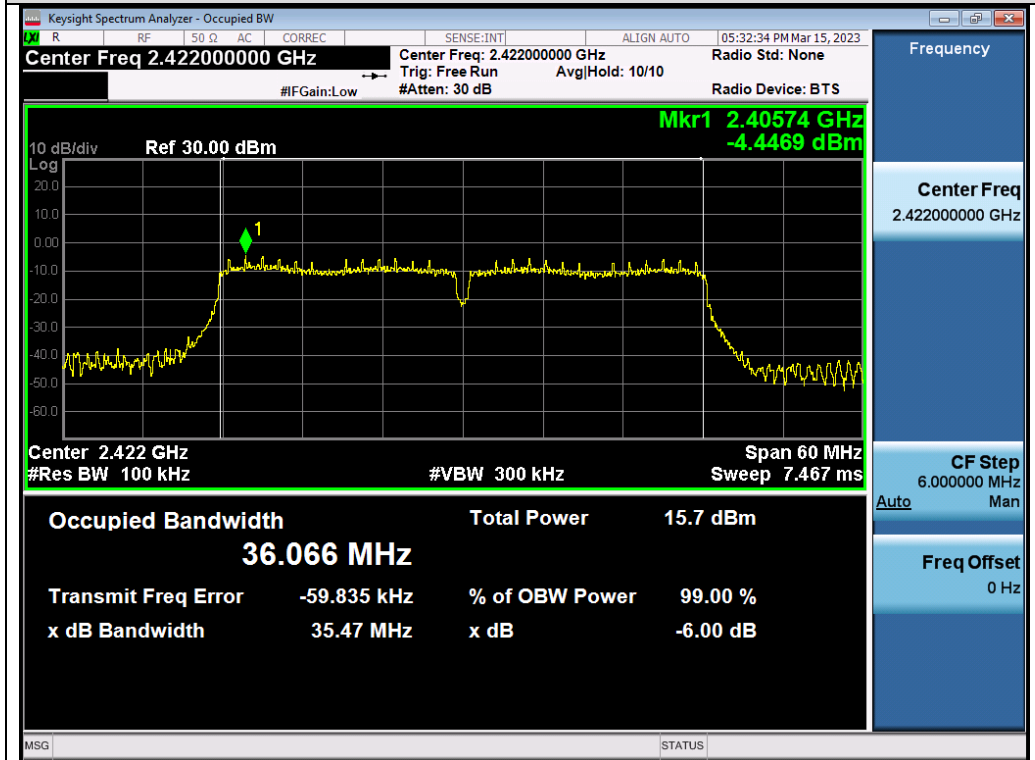 Keysight Spectrum Analyzer - Occupied BW
LXI R RF 50 Ω AC CORREC SENSE:INT ALIGN AUTO 05:32:34 PM Mar 15, 2023
Center Freq 2.422000000 GHz
#IFGain:Low
Center Freq: 2.422000000 GHz
Trig: Free Run Avg|Hold: 10/10
#Atten: 30 dB
Radio Std: None
Radio Device: BTS
Mkr1 2.40574 GHz
-4.4469 dBm
10 dB/div Ref 30.00 dBm
Log
20.0
10.0
0.00
-10.0
-20.0
-30.0
-40.0
-50.0
-60.0
1
Center 2.422 GHz Span 60 MHz
#Res BW 100 kHz #VBW 300 kHz Sweep 7.467 ms
Occupied Bandwidth Total Power 15.7 dBm
36.066 MHz
Transmit Freq Error -59.835 kHz % of OBW Power 99.00 %
x dB Bandwidth 35.47 MHz x dB -6.00 dB
MSG STATUS
Frequency
Center Freq
2.422000000 GHz
CF Step
6.000000 MHz
Auto Man
Freq Offset
0 Hz